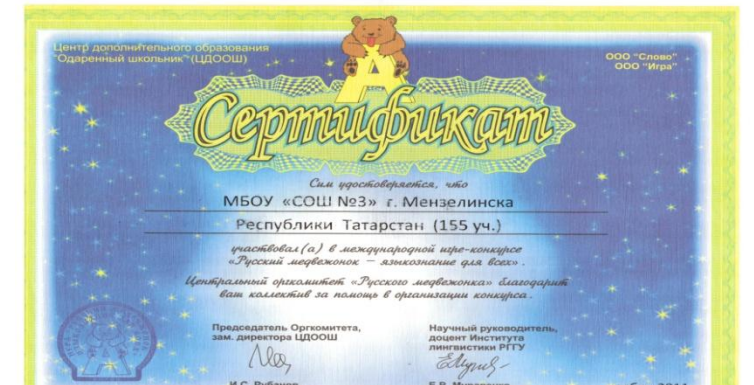 Центр дополнительного образования
"Одаренный школьник" (ЦДООШ)
ООО "Слово"
ООО "Игра"
А
Сертификат
Сим удостоверяется, что
МБОУ «СОШ №3» г. Мензелинска
Республики Татарстан (155 уч.)
участвовал(а) в международной игре-конкурсе
«Русский медвежонок – языкознание для всех».
Центральный оргкомитет «Русского медвежонка» благодарит
ваш коллектив за помощь в организации конкурса.
Председатель Оргкомитета,
зам. директора ЦДООШ
Научный руководитель,
доцент Института
лингвистики РГГУ